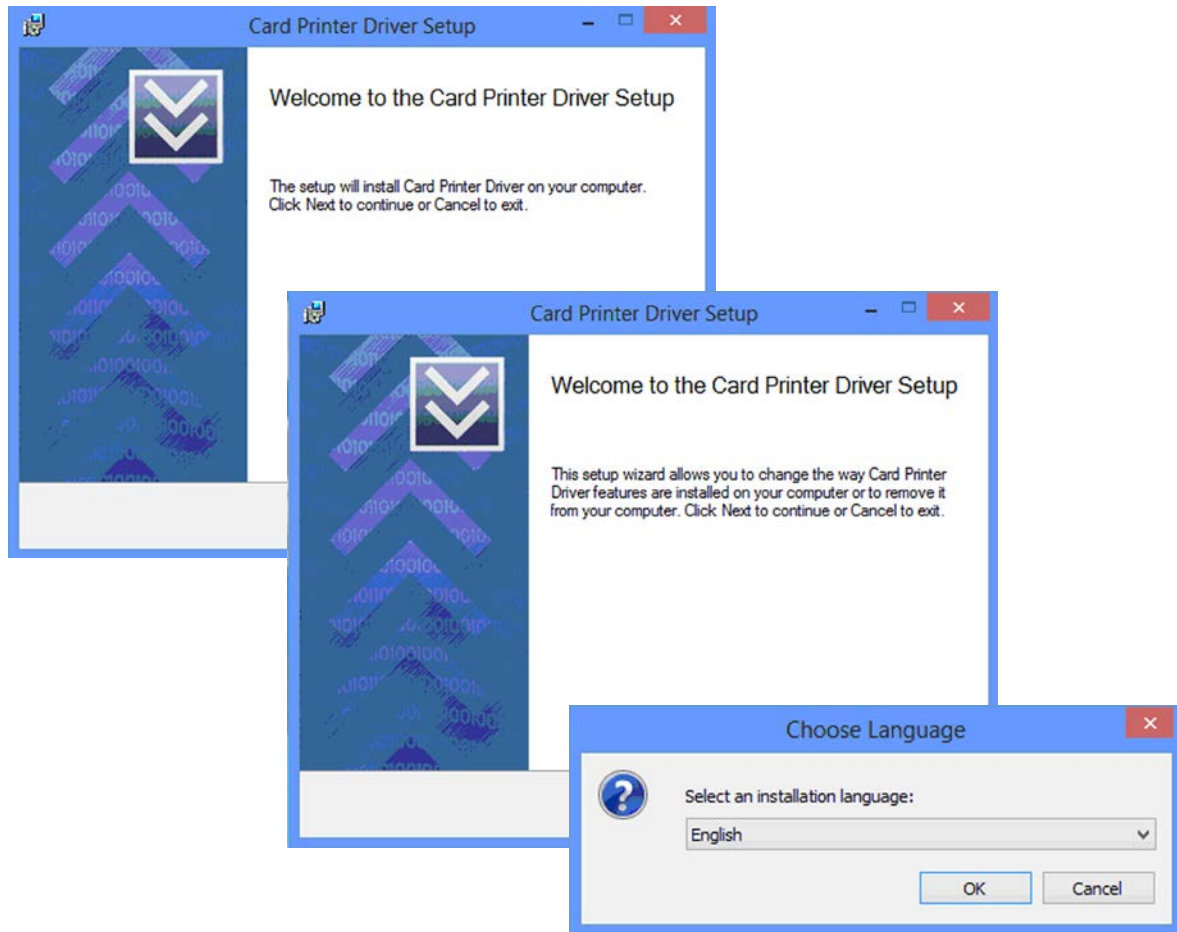 Card Printer Driver Setup
Welcome to the Card Printer Driver Setup
The setup will install Card Printer Driver on your computer.
Click Next to continue or Cancel to exit.
Card Printer Driver Setup
Welcome to the Card Printer Driver Setup
This setup wizard allows you to change the way Card Printer
Driver features are installed on your computer or to remove it
from your computer. Click Next to continue or Cancel to exit.
Choose Language
Select an installation language:
English
OK Cancel